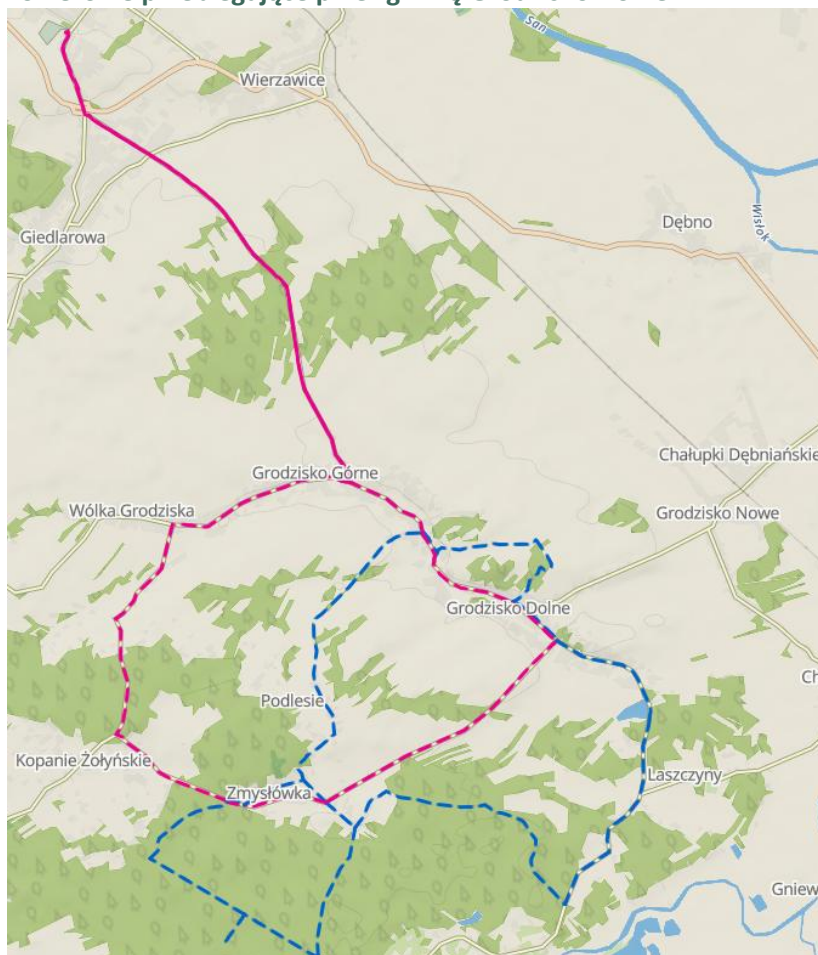 San
Wierzawice
Wisłok
Dębno
Giedlarowa
Chałupki Dębniańskie
Grodzisko Górne
Wólka Grodziska
Grodzisko Nowe
Grodzisko Dolne
Ch
Podlesie
Kopanie Żołyńskie
Laszczyny
Zmysłówka
Gniew